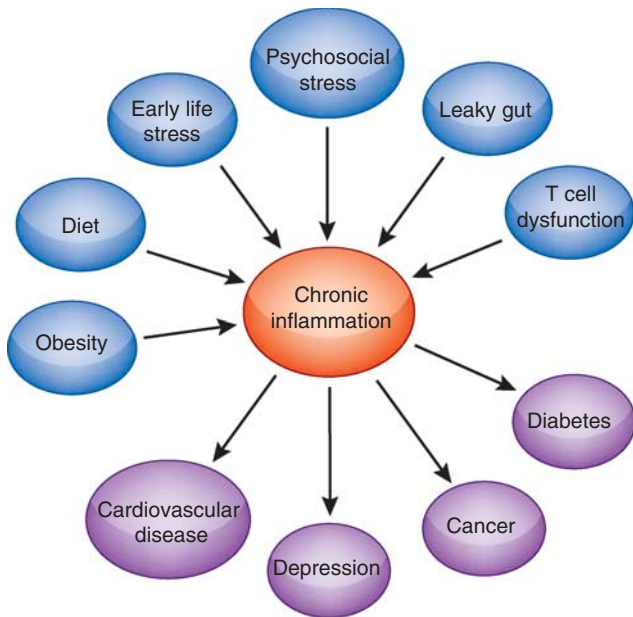 Psychosocial
stress
Early life
stress
Leaky gut
T cell
dysfunction
Diet
Obesity
Chronic
inflammation
Diabetes
Cardiovascular
disease
Depression
Cancer